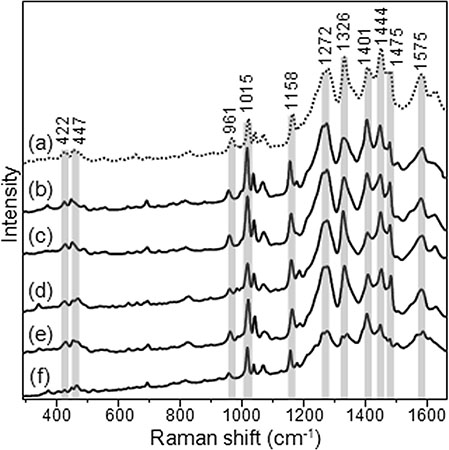 422
447
961
1015
1158
1272
1326
1401
1444
1475
1575
(a)
(b)
(c)
(d)
(e)
(f)
Intensity
400 600 800 1000 1200 1400 1600
Raman shift (cm-1)